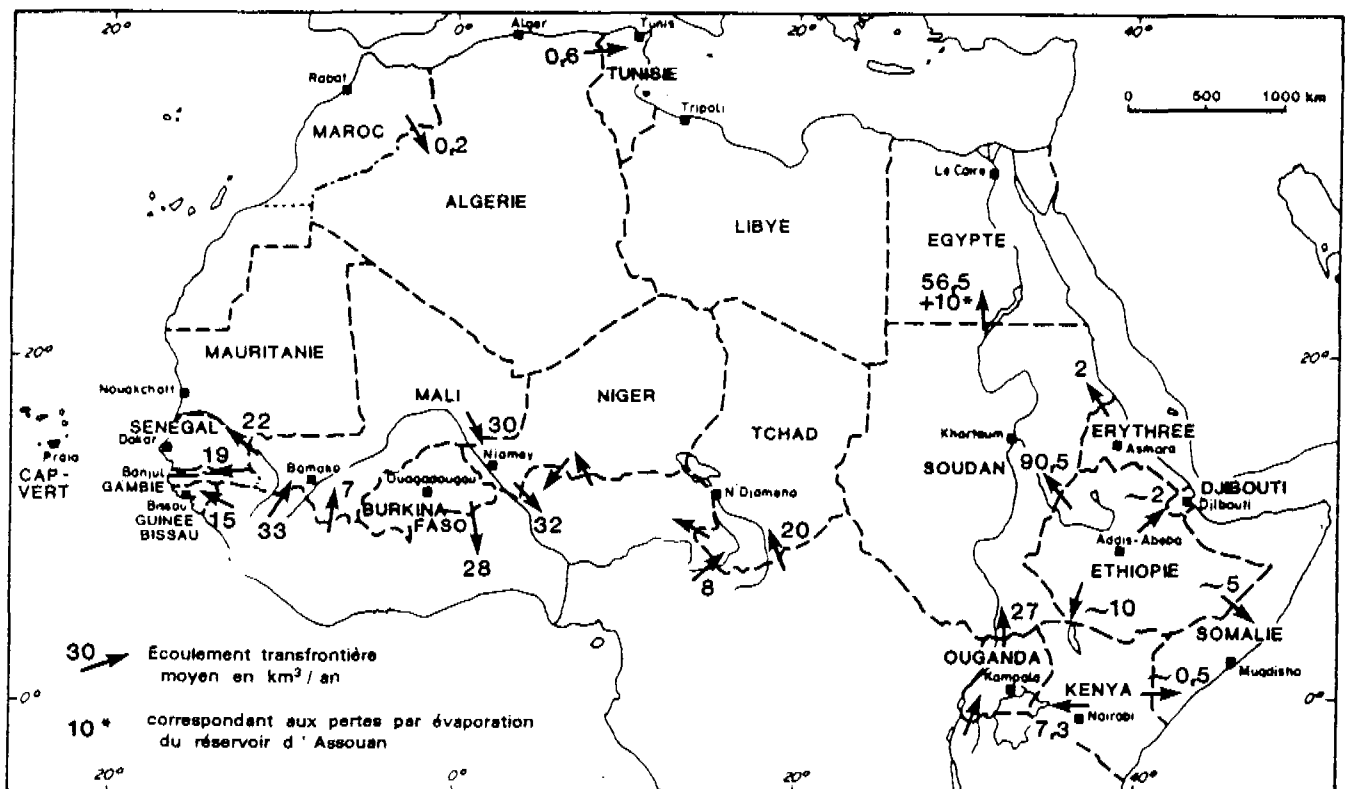 20°
0°
20°
40°
Alger
Tunis
0,6
TUNISIE
Rabat
Tripoli
0 500 1000 km
MAROC
0,2
Le Caire
ALGERIE
LIBYE
EGYPTE
56,5
+10*
20°
20°
MAURITANIE
Nouakchott
MALI
NIGER
TCHAD
2
SENEGAL
22
30
Khartoum
ERYTHREE
Asmara
Dakar
Praia
CAP-
VERT
19
Niamey
SOUDAN
90,5
Banjul
GAMBIE
Bamako
7
Ouagadougou
N'Djamena
~2
DJIBOUTI
Djibouti
Bissau
GUINÉE
BISSAU
15
33
BURKINA
FASO
32
20
Addis-Abeba
ETHIOPIE
28
8
~5
27
~10
SOMALIE
30
Écoulement transfrontière
moyen en km³/an
OUGANDA
Kampala
KENYA
~0,5
Muqdisho
0°
0°
10*
correspondant aux pertes par évaporation
du réservoir d'Assouan
7,3
Nairobi
20°
0°
20°
40°